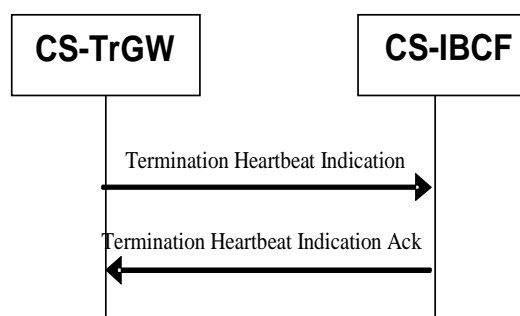 CS-TrGW
CS-IBCF
Termination Heartbeat Indication
Termination Heartbeat Indication Ack